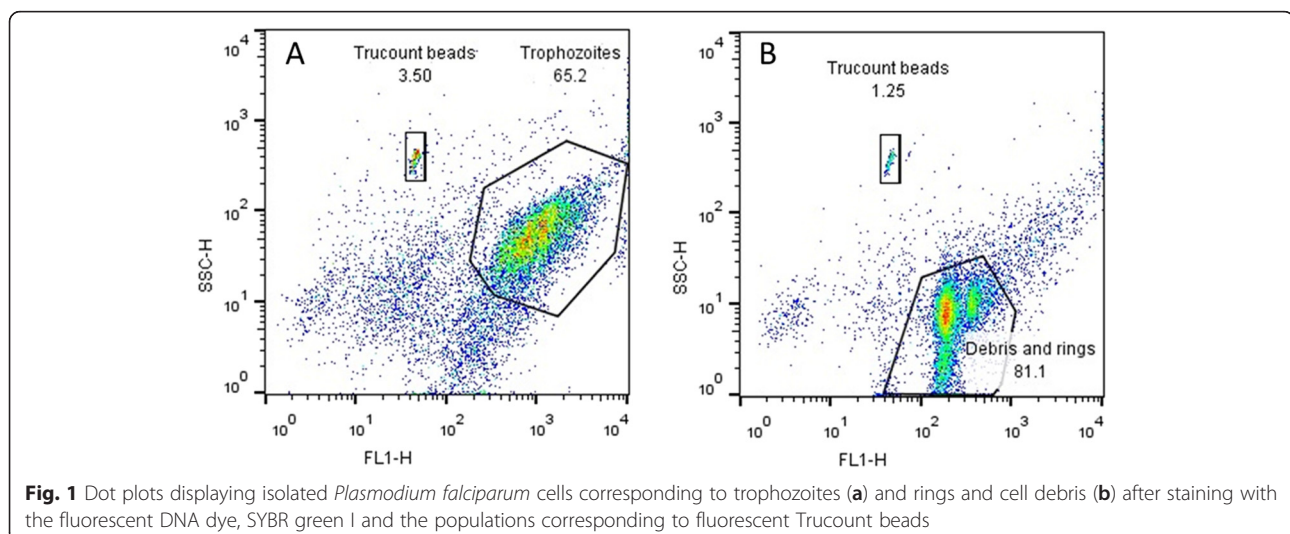 A
Trucount beads
3.50
Trophozoites
65.2
10^4
10^3
10^2
10^1
10^0
SSC-H
10^0 10^1 10^2 10^3 10^4
FL1-H
B
Trucount beads
1.25
Debris and rings
81.1
10^4
10^3
10^2
10^1
10^0
SSC-H
10^0 10^1 10^2 10^3 10^4
FL1-H
Fig. 1 Dot plots displaying isolated Plasmodium falciparum cells corresponding to trophozoites (a) and rings and cell debris (b) after staining with
the fluorescent DNA dye, SYBR green I and the populations corresponding to fluorescent Trucount beads